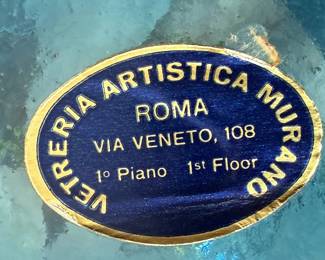 VETRERIA ARTISTICA MURANO
ROMA
VIA VENETO, 108
1º Piano 1st Floor